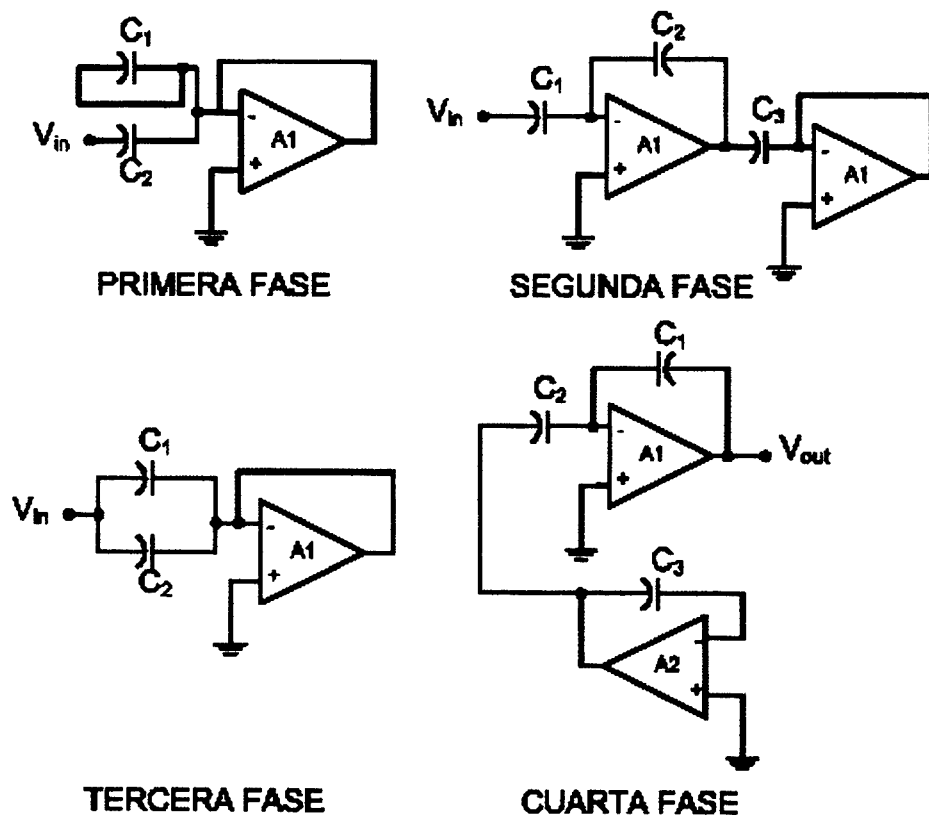 C₁
Vin
C₂
-
+
A1
PRIMERA FASE
Vin
C₁
C₂
-
+
A1
C₃
-
+
A1
SEGUNDA FASE
Vin
C₁
C₂
-
+
A1
TERCERA FASE
C₂
C₁
-
+
A1
Vout
C₃
-
+
A2
CUARTA FASE